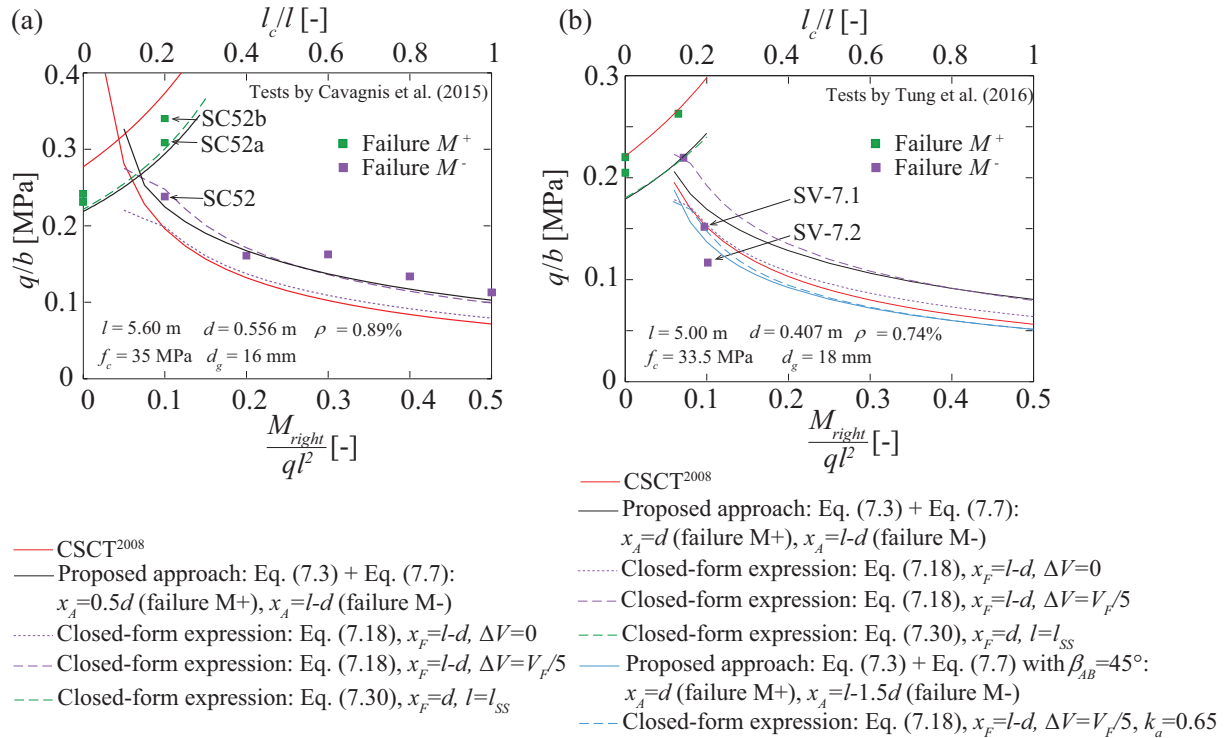 (a)
l_c/l [-]
0 0.2 0.4 0.6 0.8 1
0.4
0.3
0.2
0.1
0
q/b [MPa]
Tests by Cavagnis et al. (2015)
SC52b
SC52a
Failure M⁺
Failure M⁻
SC52
l = 5.60 m d = 0.556 m ρ = 0.89%
f_c = 35 MPa d_g = 16 mm
0 0.1 0.2 0.3 0.4 0.5
M_right
ql² [-]
CSCT²⁰⁰⁸
Proposed approach: Eq. (7.3) + Eq. (7.7):
x_A=0.5d (failure M+), x_A=l-d (failure M-)
Closed-form expression: Eq. (7.18), x_F=l-d, ΔV=0
Closed-form expression: Eq. (7.18), x_F=l-d, ΔV=V_F/5
Closed-form expression: Eq. (7.30), x_F=d, l=l_SS
(b)
l_c/l [-]
0 0.2 0.4 0.6 0.8 1
0.3
0.2
0.1
0
q/b [MPa]
Tests by Tung et al. (2016)
Failure M⁺
Failure M⁻
SV-7.1
SV-7.2
l = 5.00 m d = 0.407 m ρ = 0.74%
f_c = 33.5 MPa d_g = 18 mm
0 0.1 0.2 0.3 0.4 0.5
M_right
ql² [-]
CSCT²⁰⁰⁸
Proposed approach: Eq. (7.3) + Eq. (7.7):
x_A=d (failure M+), x_A=l-d (failure M-)
Closed-form expression: Eq. (7.18), x_F=l-d, ΔV=0
Closed-form expression: Eq. (7.18), x_F=l-d, ΔV=V_F/5
Closed-form expression: Eq. (7.30), x_F=d, l=l_SS
Proposed approach: Eq. (7.3) + Eq. (7.7) with β_AB=45°:
x_A=d (failure M+), x_A=l-1.5d (failure M-)
Closed-form expression: Eq. (7.18), x_F=l-d, ΔV=V_F/5, k_a=0.65